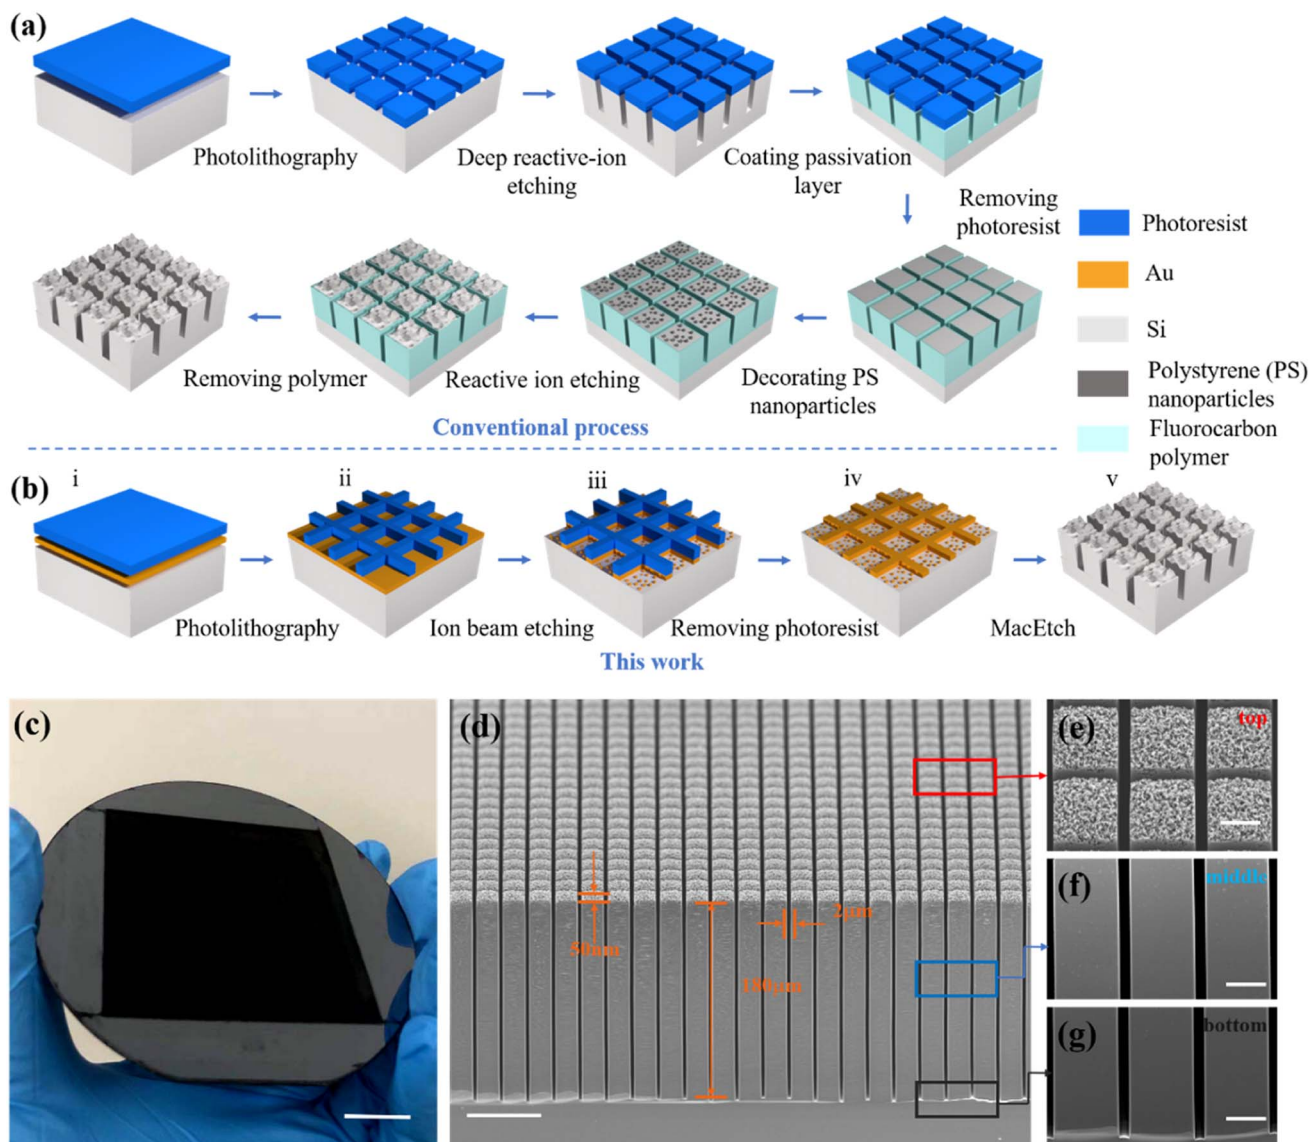 (a)
Photolithography
Deep reactive-ion
etching
Coating passivation
layer
Removing
photoresist
Removing polymer
Reactive ion etching
Decorating PS
nanoparticles
Conventional process
Photoresist
Au
Si
Polystyrene (PS)
nanoparticles
Fluorocarbon
polymer
(b)
i
ii
iii
iv
v
Photolithography
Ion beam etching
Removing photoresist
MacEtch
This work
(c)
(d)
50nm
2μm
180μm
(e)
top
(f)
middle
(g)
bottom